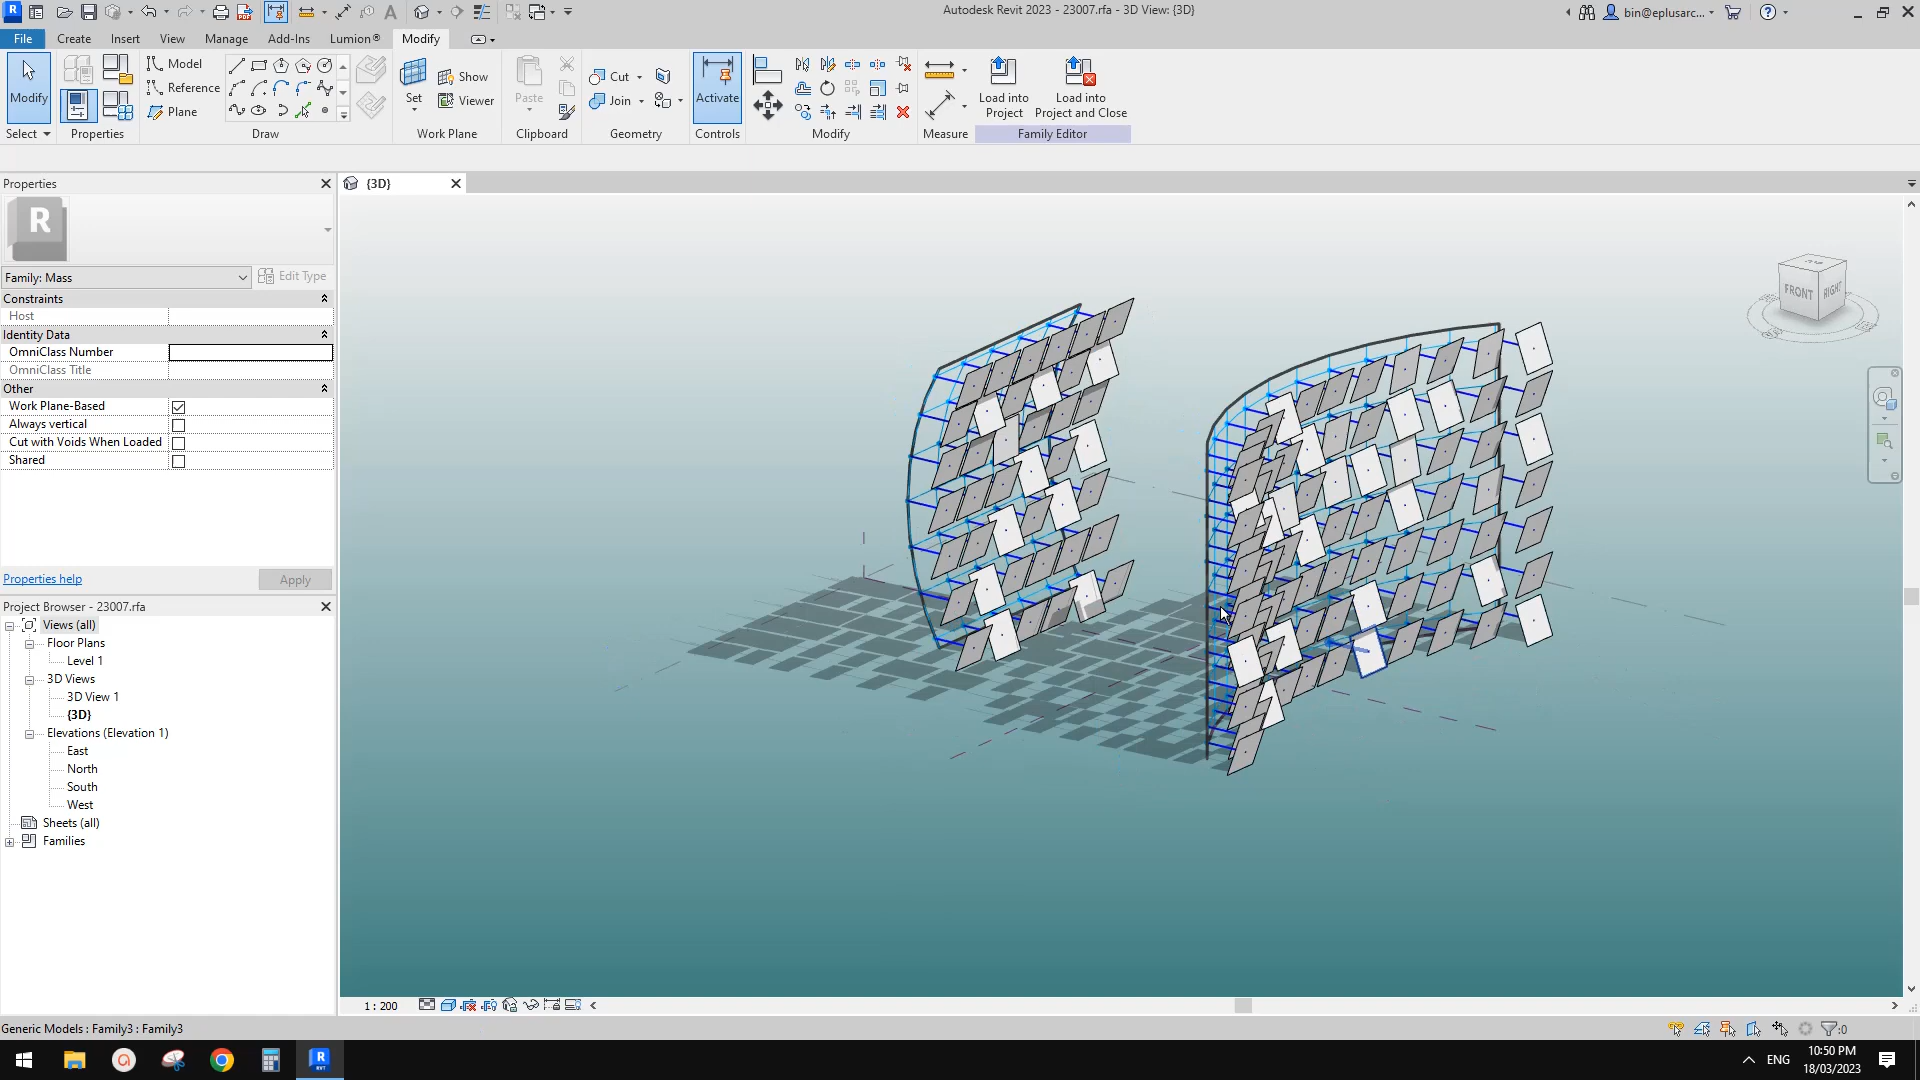 Autodesk Revit 2023 - 23007.rfa - 3D View: {3D}
bin@eplusarc...
File
Create
Insert
View
Manage
Add-Ins
Lumion®
Modify
Modify
Select
Properties
Model
Reference
Plane
Draw
Set
Show
Viewer
Work Plane
Paste
Clipboard
Cut
Join
Geometry
Activate
Controls
Modify
Measure
Load into
Project
Load into
Project and Close
Family Editor
Properties
{3D}
R
Family: Mass
Edit Type
Constraints
Host
Identity Data
OmniClass Number
OmniClass Title
Other
Work Plane-Based
Always vertical
Cut with Voids When Loaded
Shared
Properties help
Apply
Project Browser - 23007.rfa
Views (all)
Floor Plans
Level 1
3D Views
3D View 1
{3D}
Elevations (Elevation 1)
East
North
South
West
Sheets (all)
Families
FRONT
RIGHT
1 : 200
Generic Models : Family3 : Family3
:0
ENG
10:50 PM
18/03/2023